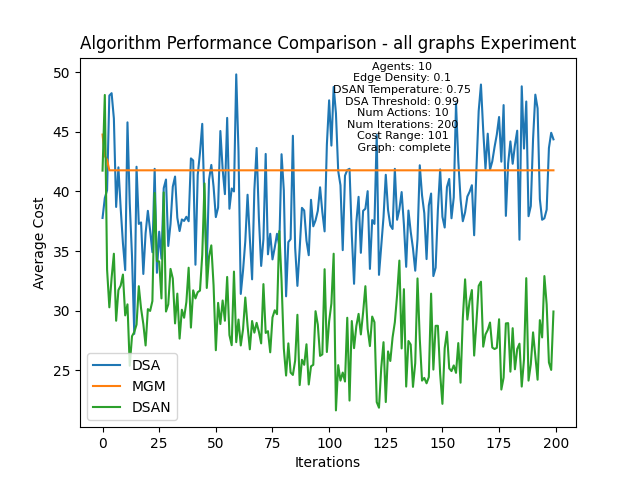 Algorithm Performance Comparison - all graphs Experiment
Agents: 10
Edge Density: 0.1
DSAN Temperature: 0.75
DSA Threshold: 0.99
Num Actions: 10
Num Iterations: 200
Cost Range: 101
Graph: complete
50
45
40
35
30
25
Average Cost
DSA
MGM
DSAN
0
25
50
75
100
125
150
175
200
Iterations